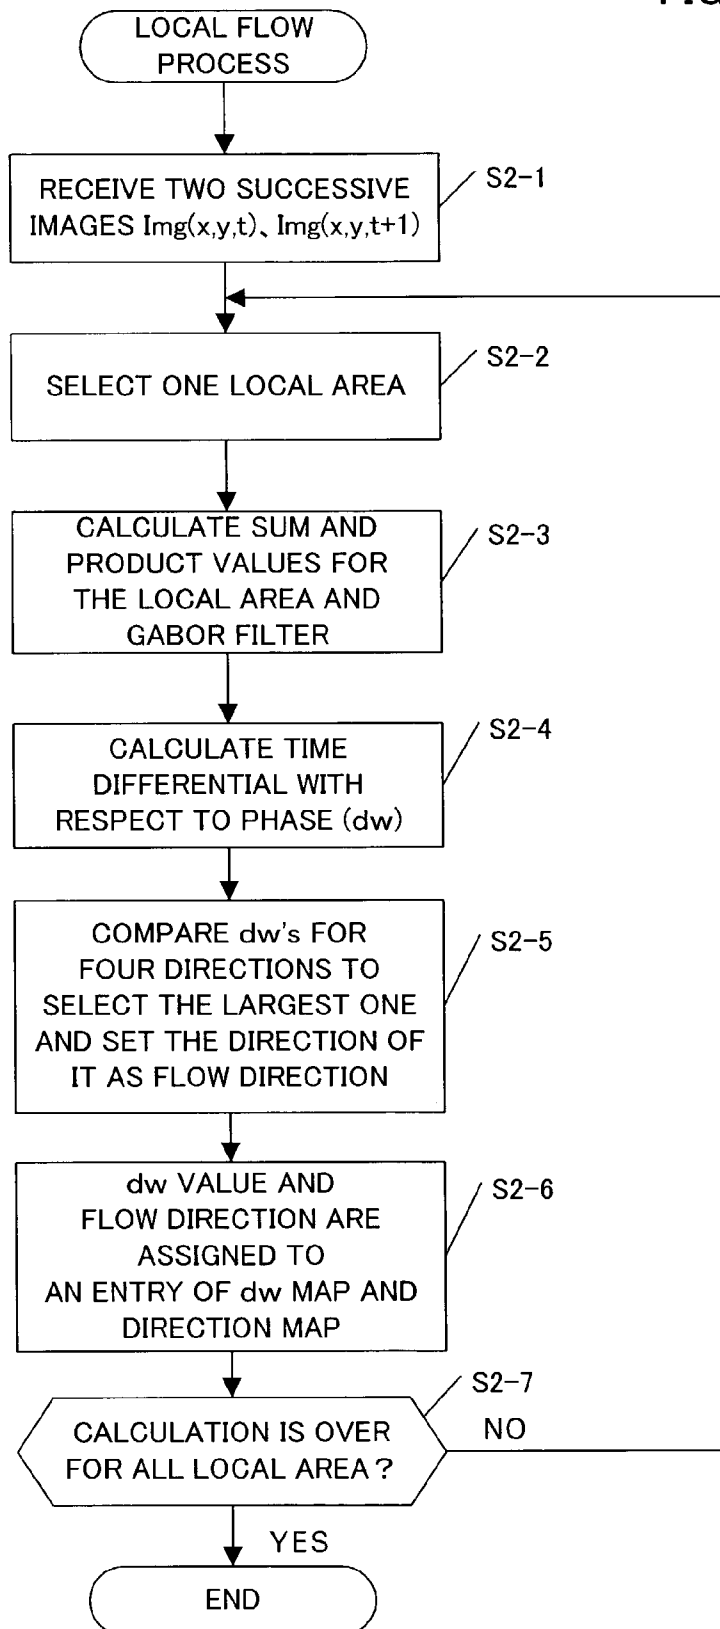 LOCAL FLOW
PROCESS
RECEIVE TWO SUCCESSIVE
IMAGES Img(x,y,t)、Img(x,y,t+1)
S2-1
SELECT ONE LOCAL AREA
S2-2
CALCULATE SUM AND
PRODUCT VALUES FOR
THE LOCAL AREA AND
GABOR FILTER
S2-3
CALCULATE TIME
DIFFERENTIAL WITH
RESPECT TO PHASE (dw)
S2-4
COMPARE dw's FOR
FOUR DIRECTIONS TO
SELECT THE LARGEST ONE
AND SET THE DIRECTION OF
IT AS FLOW DIRECTION
S2-5
dw VALUE AND
FLOW DIRECTION ARE
ASSIGNED TO
AN ENTRY OF dw MAP AND
DIRECTION MAP
S2-6
CALCULATION IS OVER
FOR ALL LOCAL AREA?
S2-7
NO
YES
END